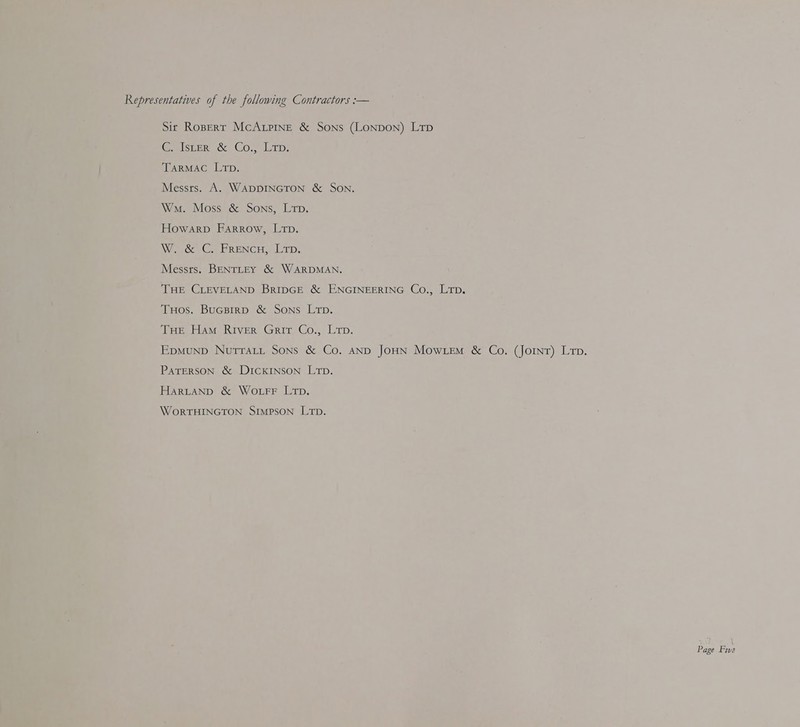 Representatives of the following Contractors :—
Sir Robert McAlpine & Sons (London) Ltd
C. Isler & Co., Ltd.
Tarmac Ltd.
Messrs. A. Waddington & Son.
Wm. Moss & Sons, Ltd.
Howard Farrow, Ltd.
W. & C. French, Ltd.
Messrs. Bentley & Wardman.
The Cleveland Bridge & Engineering Co., Ltd.
Thos. Bugbird & Sons Ltd.
The Ham River Grit Co., Ltd.
Edmund Nuttall Sons & Co. and John Mowlem & Co. (Joint) Ltd.
Paterson & Dickinson Ltd.
Harland & Wolff Ltd.
Worthington Simpson Ltd.
Page Five